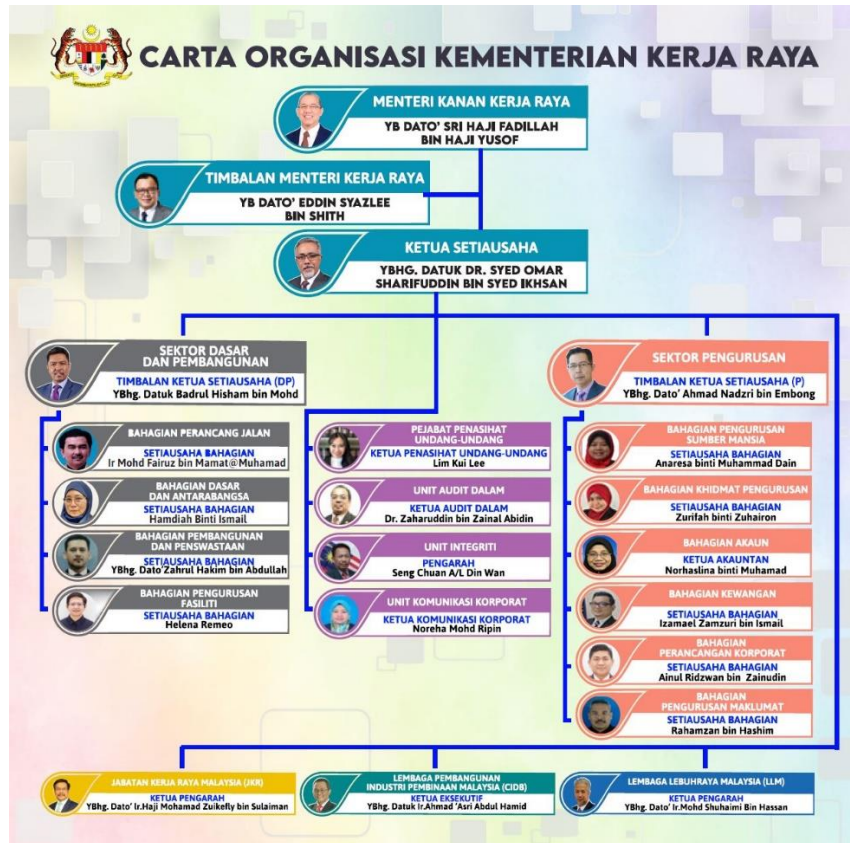 CARTA ORGANISASI KEMENTERIAN KERJA RAYA
MENTERI KANAN KERJA RAYA
YB DATO' SRI HAJI FADILLAH
BIN HAJI YUSOF
TIMBALAN MENTERI KERJA RAYA
YB DATO' EDDIN SYAZLEE
BIN SHITH
KETUA SETIAUSAHA
YBHG. DATUK DR. SYED OMAR
SHARIFUDDIN BIN SYED IKHSAN
SEKTOR DASAR
DAN PEMBANGUNAN
TIMBALAN KETUA SETIAUSAHA (DP)
YBhg. Datuk Badrul Hisham bin Mohd
BAHAGIAN PERANCANG JALAN
SETIAUSAHA BAHAGIAN
Ir Mohd Fairuz bin Mamat@Muhamad
BAHAGIAN DASAR
DAN ANTARABANGSA
SETIAUSAHA BAHAGIAN
Hamdiah Binti Ismail
BAHAGIAN PEMBANGUNAN
DAN PENSWASTAAN
SETIAUSAHA BAHAGIAN
YBhg. Dato'Zahrul Hakim bin Abdullah
BAHAGIAN PENGURUSAN
FASILITI
SETIAUSAHA BAHAGIAN
Helena Remeo
PEJABAT PENASIHAT
UNDANG-UNDANG
KETUA PENASIHAT UNDANG-UNDANG
Lim Kui Lee
UNIT AUDIT DALAM
KETUA AUDIT DALAM
Dr. Zaharuddin bin Zainal Abidin
UNIT INTEGRITI
PENGARAH
Seng Chuan A/L Din Wan
UNIT KOMUNIKASI KORPORAT
KETUA KOMUNIKASI KORPORAT
Noreha Mohd Ripin
SEKTOR PENGURUSAN
TIMBALAN KETUA SETIAUSAHA (P)
YBhg. Dato' Ahmad Nadzri bin Embong
BAHAGIAN PENGURUSAN
SUMBER MANSIA
SETIAUSAHA BAHAGIAN
Anaresa binti Muhammad Dain
BAHAGIAN KHIDMAT PENGURUSAN
SETIAUSAHA BAHAGIAN
Zurifah binti Zuhairon
BAHAGIAN AKAUN
KETUA AKAUNTAN
Norhaslina binti Muhamad
BAHAGIAN KEWANGAN
SETIAUSAHA BAHAGIAN
Izamael Zamzuri bin Ismail
BAHAGIAN
PERANCANGAN KORPORAT
SETIAUSAHA BAHAGIAN
Ainul Ridzwan bin Zainudin
BAHAGIAN
PENGURUSAN MAKLUMAT
SETIAUSAHA BAHAGIAN
Rahamzan bin Hashim
JABATAN KERJA RAYA MALAYSIA (JKR)
KETUA PENGARAH
YBhg. Dato' Ir.Haji Mohamad Zuikefly bin Sulaiman
LEMBAGA PEMBANGUNAN
INDUSTRI PEMBINAAN MALAYSIA (CIDB)
KETUA EKSEKUTIF
YBhg. Datuk Ir.Ahmad 'Asri Abdul Hamid
LEMBAGA LEBUHRAYA MALAYSIA (LLM)
KETUA PENGARAH
YBhg. Dato' Ir.Mohd Shuhaimi Bin Hassan